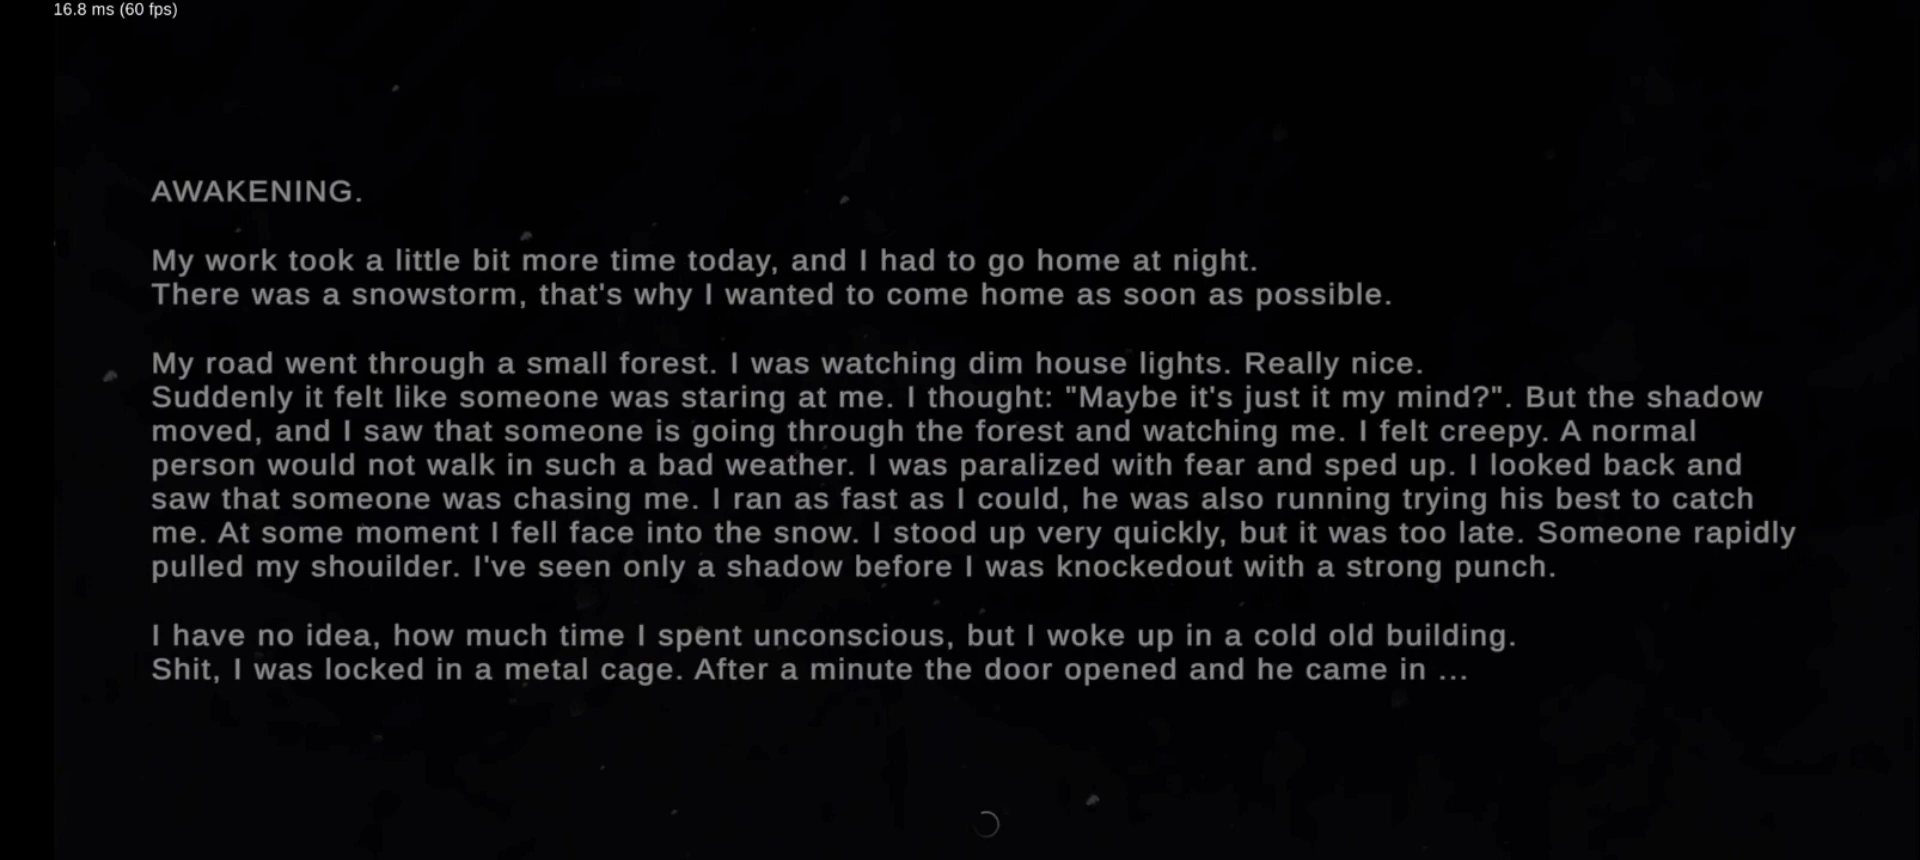 16.8 ms (60 fps)
AWAKENING.
My work took a little bit more time today, and I had to go home at night.
There was a snowstorm, that's why I wanted to come home as soon as possible.
My road went through a small forest. I was watching dim house lights. Really nice.
Suddenly it felt like someone was staring at me. I thought: "Maybe it's just it my mind?". But the shadow
moved, and I saw that someone is going through the forest and watching me. I felt creepy. A normal
person would not walk in such a bad weather. I was paralized with fear and sped up. I looked back and
saw that someone was chasing me. I ran as fast as I could, he was also running trying his best to catch
me. At some moment I fell face into the snow. I stood up very quickly, but it was too late. Someone rapidly
pulled my shouilder. I've seen only a shadow before I was knockedout with a strong punch.
I have no idea, how much time I spent unconscious, but I woke up in a cold old building.
Shit, I was locked in a metal cage. After a minute the door opened and he came in ...